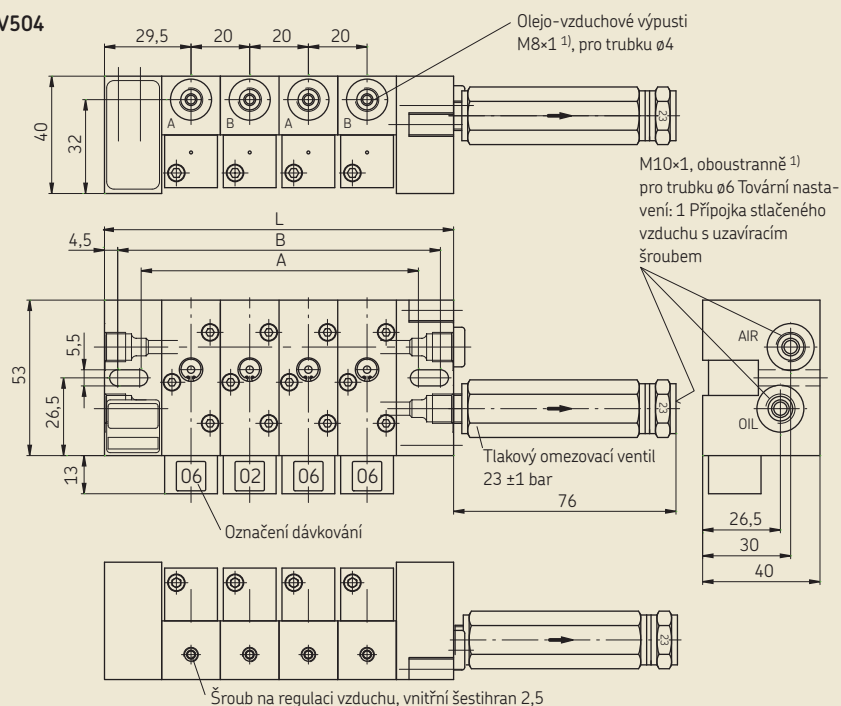 V504
29,5
20
20
20
Olejo-vzduchové výpusti
M8×1 ¹⁾, pro trubku ø4
40
32
A
B
A
B
23
M10×1, oboustranně ¹⁾
pro trubku ø6 Tovární nasta-
vení: 1 Přípojka stlačeného
vzduchu s uzavíracím
šroubem
L
4,5
B
A
53
5,5
26,5
13
AIR
OIL
23
06
02
06
06
Tlakový omezovací ventil
23 ±1 bar
76
Označení dávkování
26,5
30
40
23
Šroub na regulaci vzduchu, vnitřní šestihran 2,5